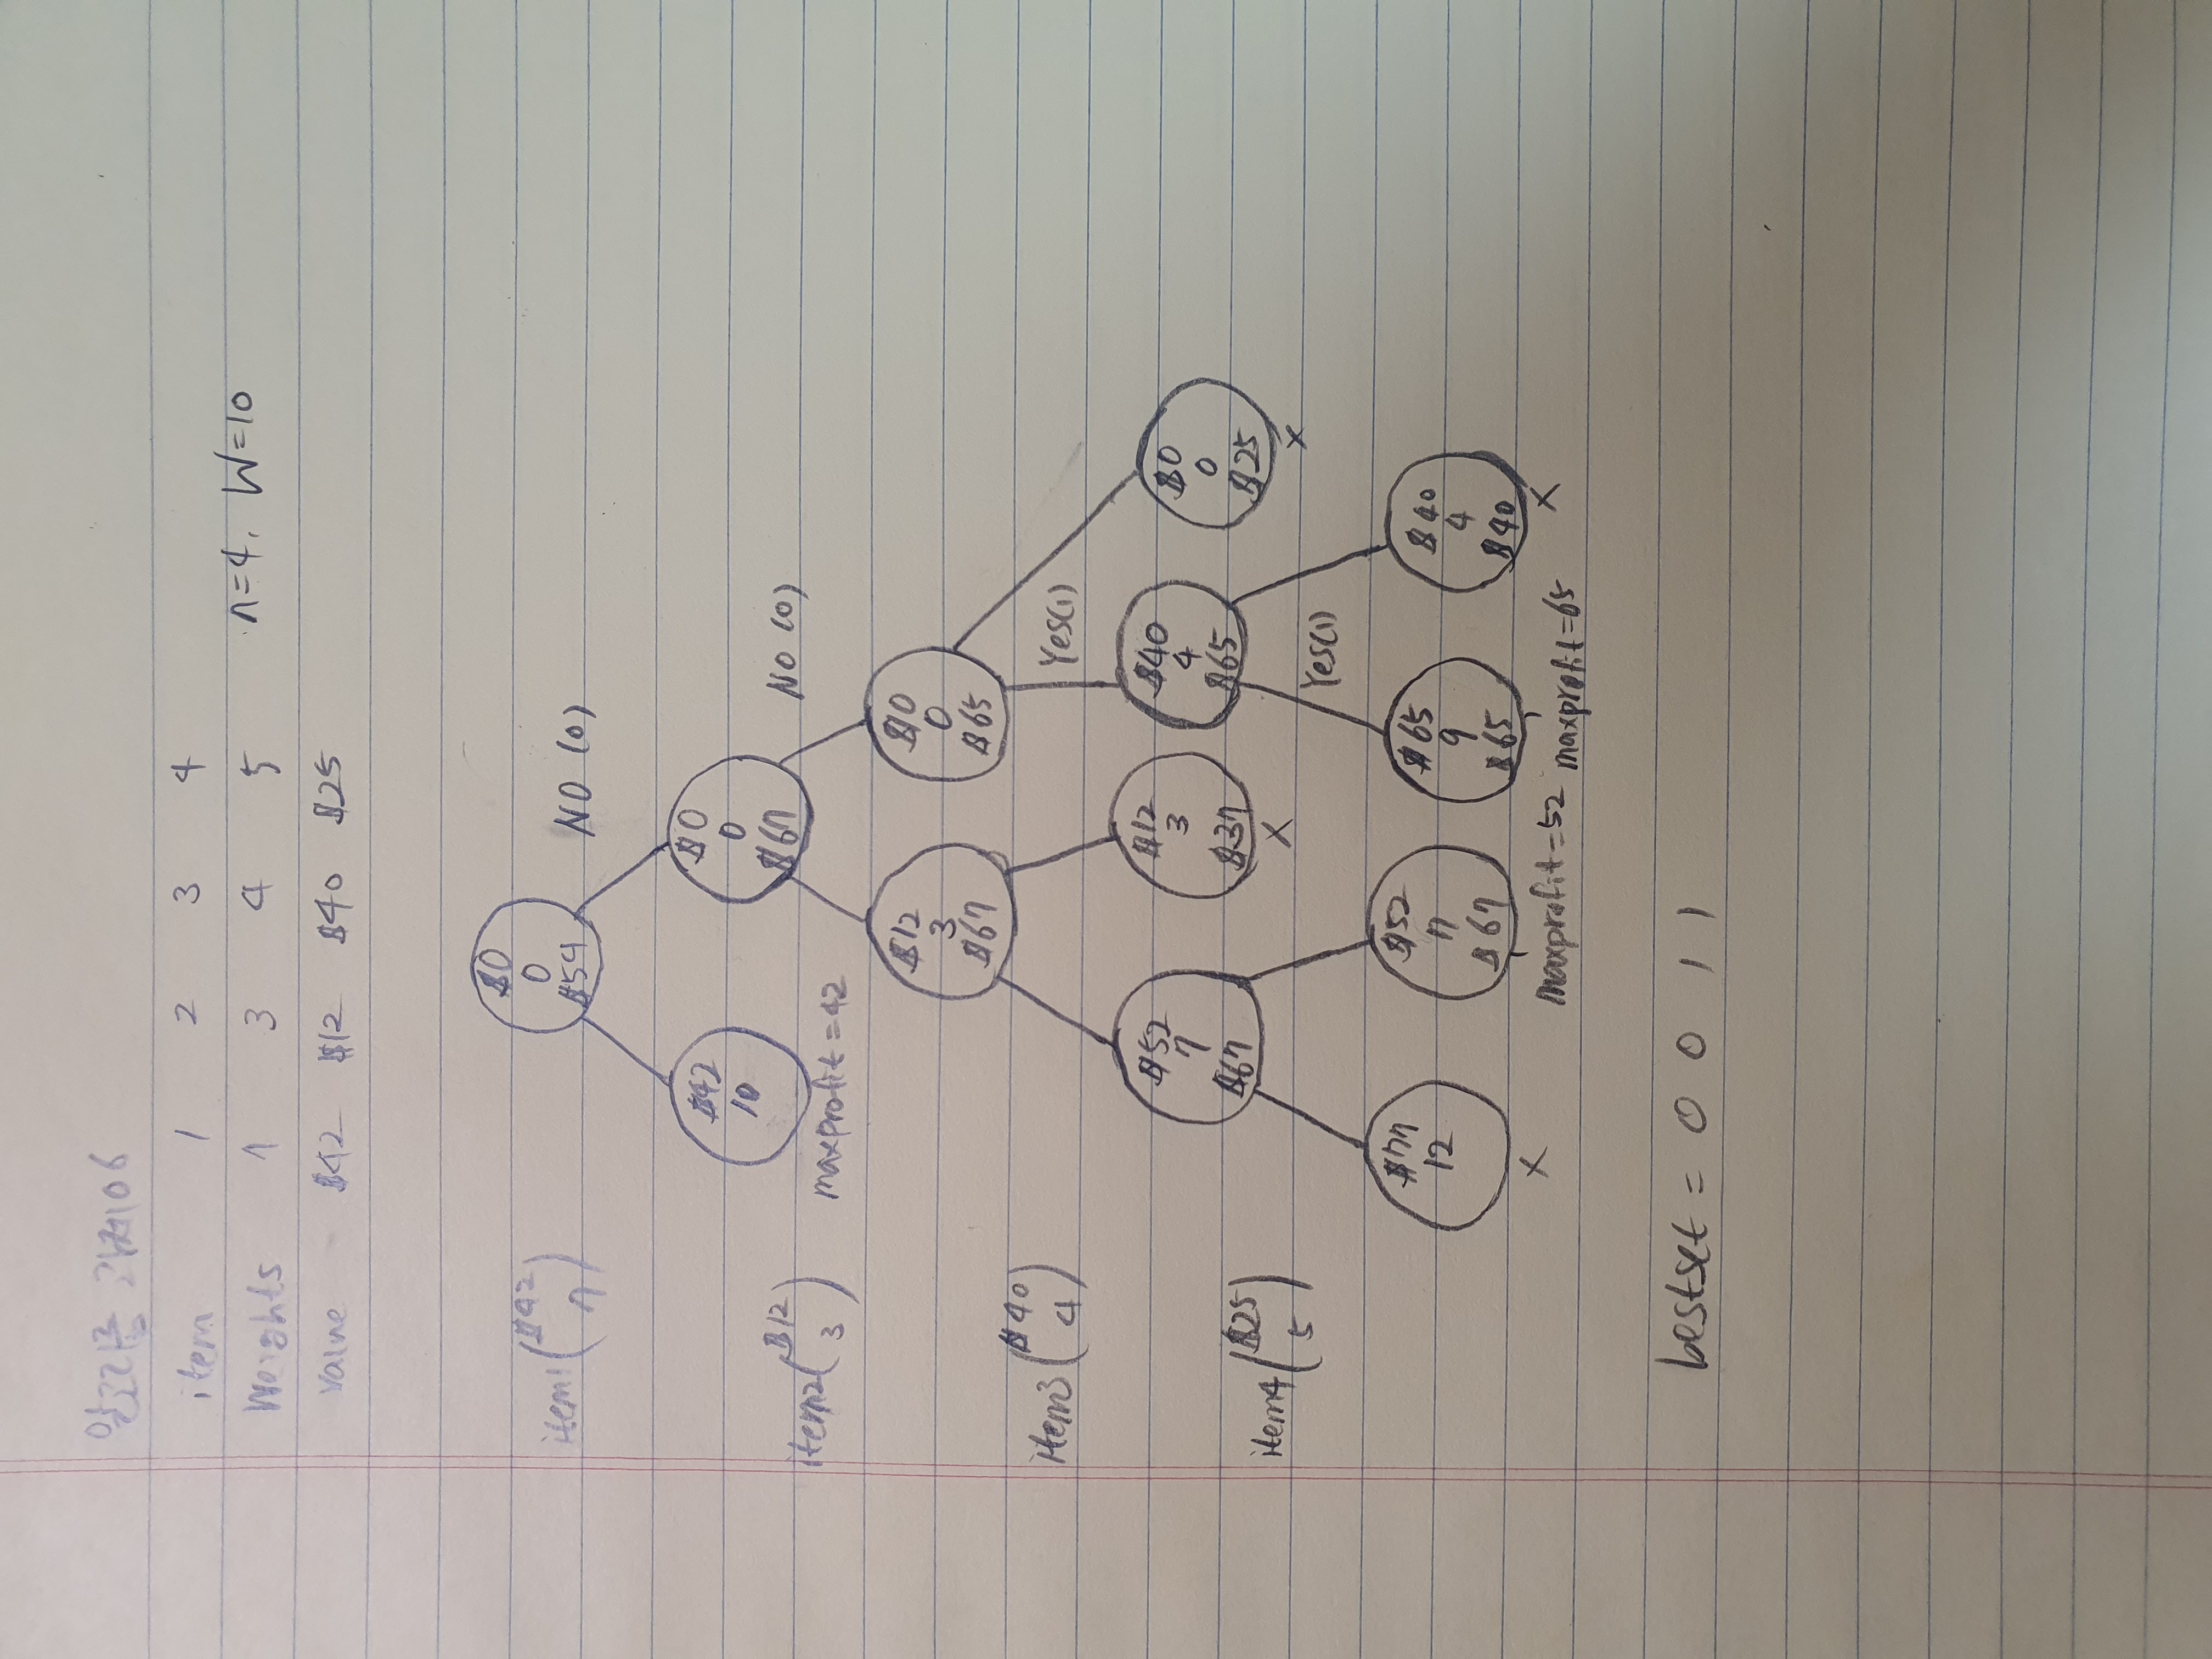 알고리즘 과제06
item 1 2 3 4
Weights 7 3 4 5
n=4, W=10
value $42 $12 $40 $25
$0
0
$54
item1 ($42
7)
NO (0)
$42
10
$0
0
$67
item2 ($12
3)
maxprofit=42
NO (0)
$12
3
$67
$0
0
$65
item3 ($40
4)
Yes(1)
$52
7
$67
$12
3
$37
X
$40
4
$65
$0
0
$25
X
item4 ($25
5)
Yes(1)
$77
12
X
$52
7
$67
maxprofit=52
$65
9
$65
maxprofit=65
$40
4
$40
X
bestset = 0 0 1 1